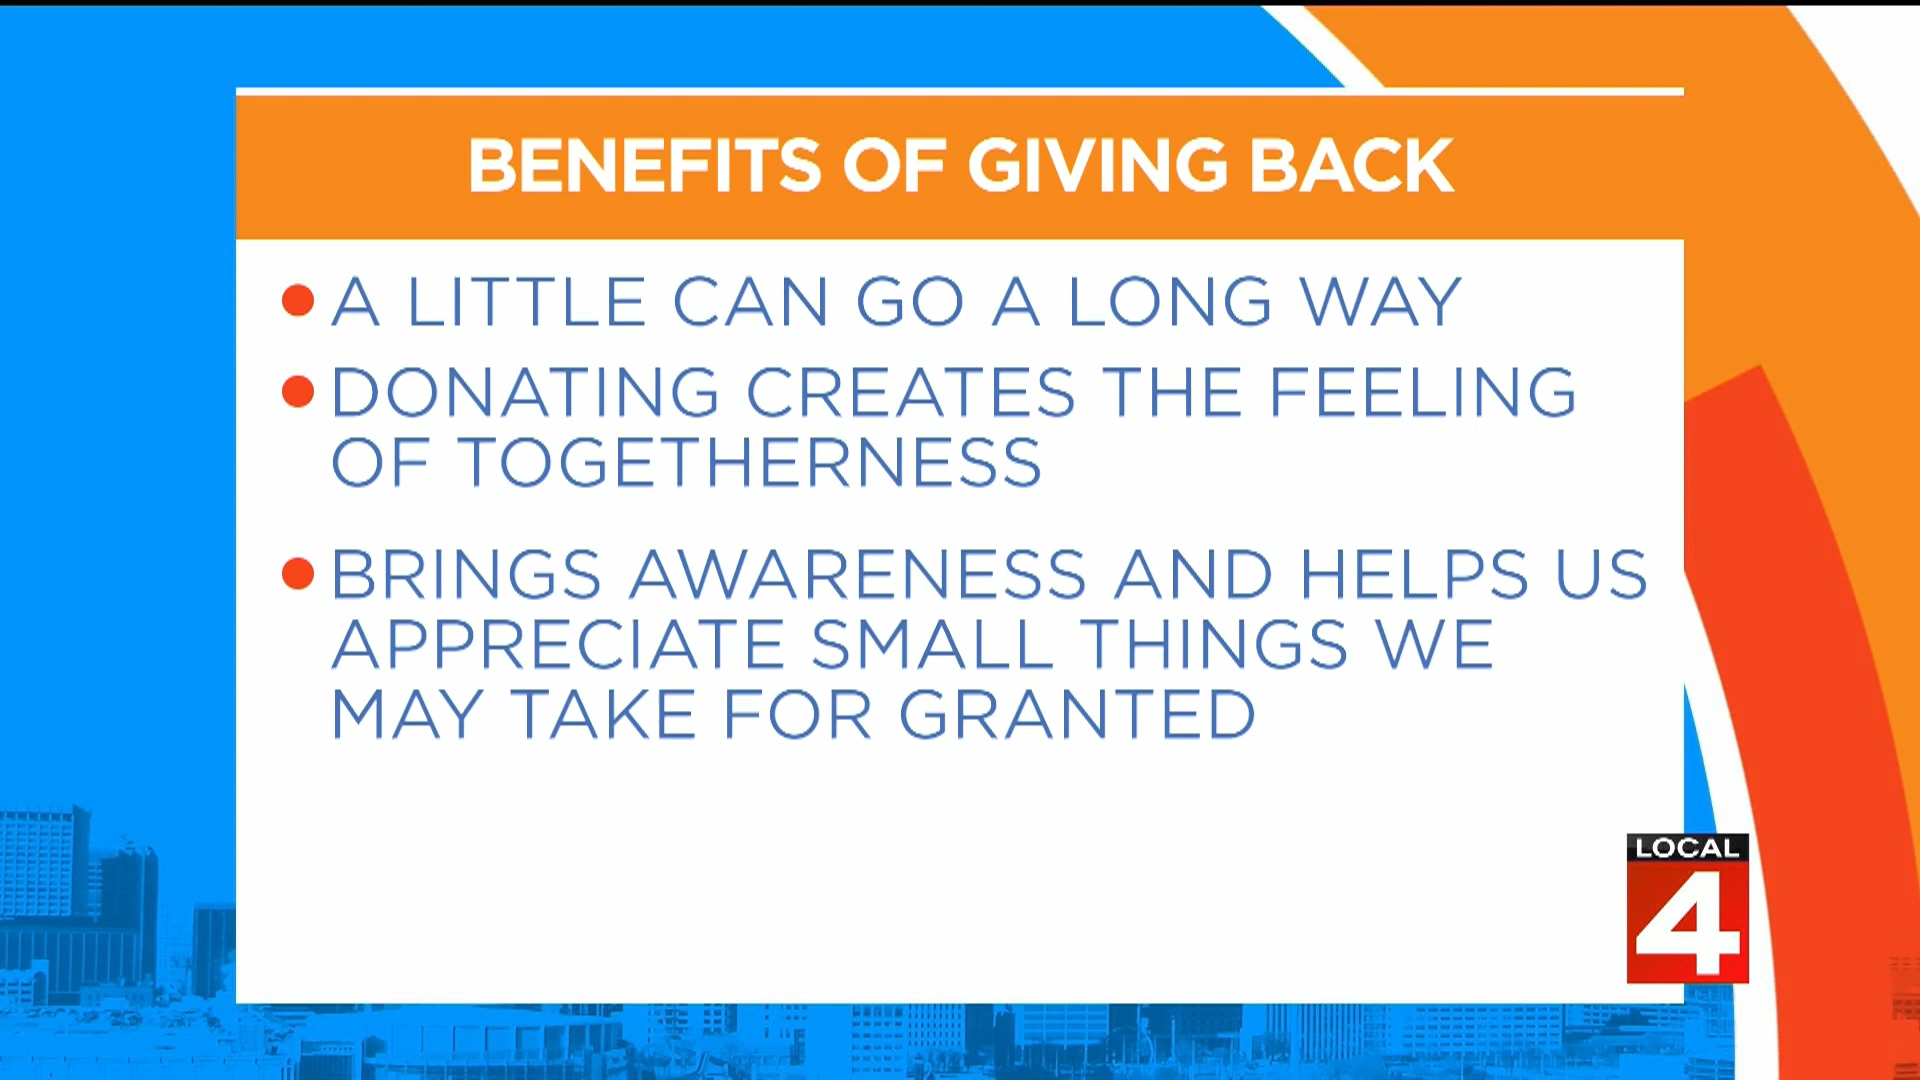 BENEFITS OF GIVING BACK
A LITTLE CAN GO A LONG WAY
DONATING CREATES THE FEELING
OF TOGETHERNESS
BRINGS AWARENESS AND HELPS US
APPRECIATE SMALL THINGS WE
MAY TAKE FOR GRANTED
LOCAL
4